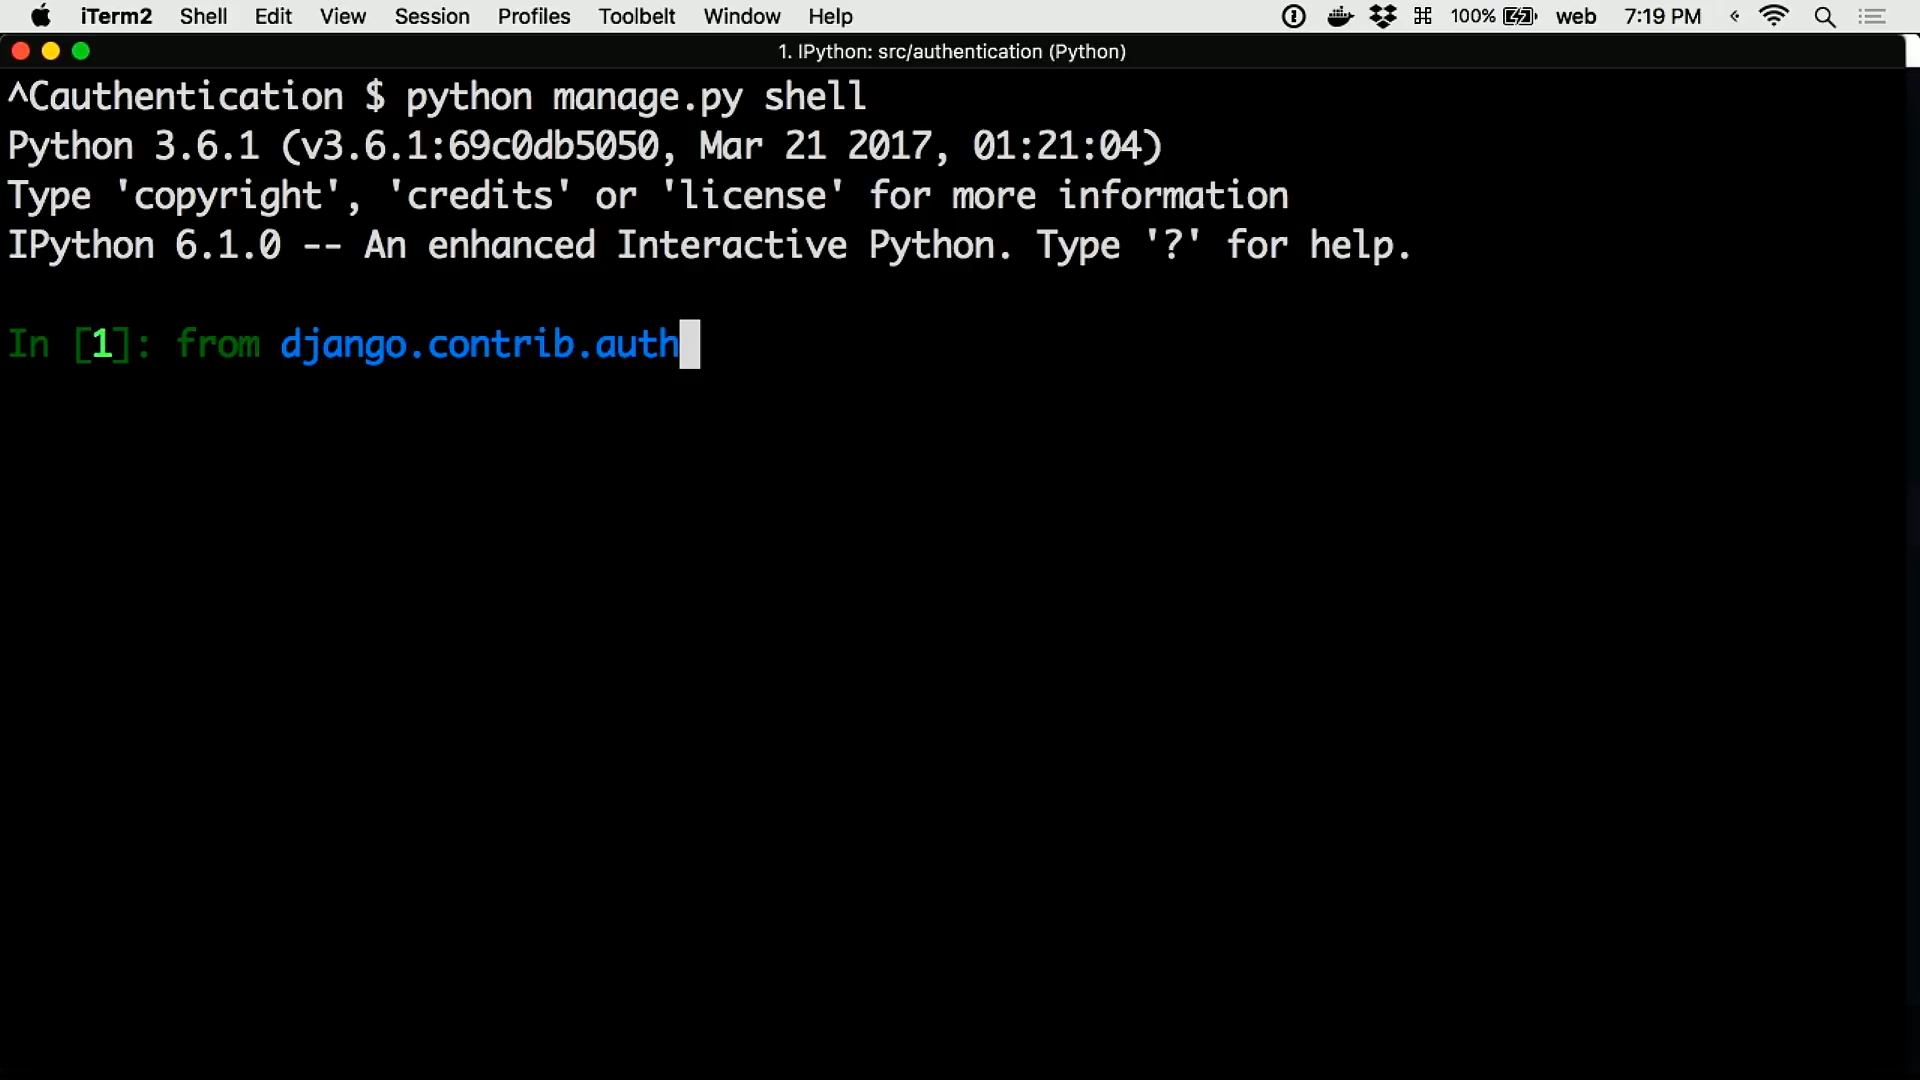 iTerm2 Shell Edit View Session Profiles Toolbelt Window Help 100% web 7:19 PM
1. IPython: src/authentication (Python)
^Cauthentication $ python manage.py shell
Python 3.6.1 (v3.6.1:69c0db5050, Mar 21 2017, 01:21:04)
Type 'copyright', 'credits' or 'license' for more information
IPython 6.1.0 -- An enhanced Interactive Python. Type '?' for help.
In [1]: from django.contrib.auth